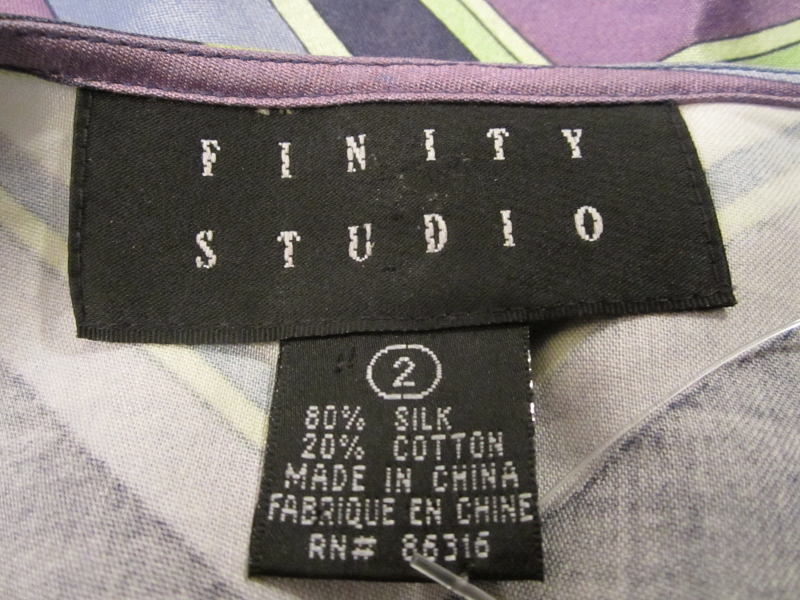 FINITY
STUDIO
2
80% SILK
20% COTTON
MADE IN CHINA
FABRIQUE EN CHINE
RN# 86316